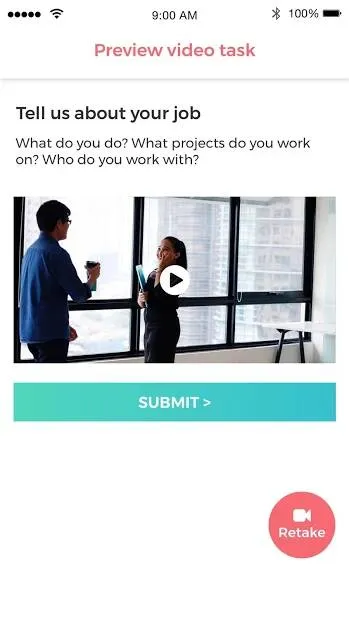 9:00 AM
100%
Preview video task
Tell us about your job
What do you do? What projects do you work
on? Who do you work with?
SUBMIT >
Retake